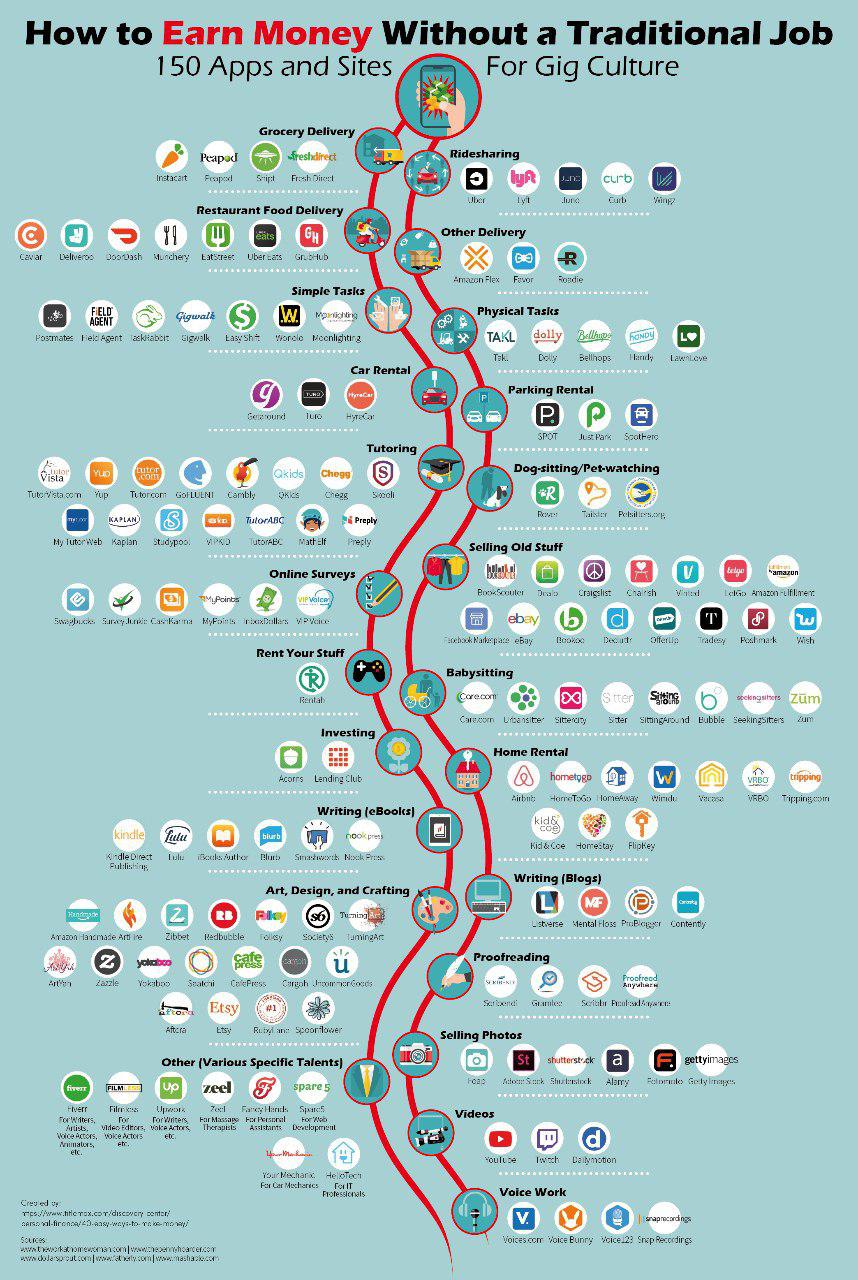 How to Earn Money Without a Traditional Job
150 Apps and Sites For Gig Culture
Grocery Delivery
Instacart Peapod Shipt Fresh Direct
Ridesharing
Uber Lyft Juno Curb Wingz
Restaurant Food Delivery
Caviar Deliveroo DoorDash Munchery EatStreet Uber Eats GrubHub
Other Delivery
Amazon Flex Favor Roadie
Simple Tasks
Postmates Field Agent TaskRabbit Gigwalk Easy Shift Wonolo Moonlighting
Physical Tasks
Takl Dolly Bellhops Handy LawnLove
Car Rental
Getaround Turo HyreCar
Parking Rental
SPOT Just Park SpotHero
Tutoring
TutorVista.com Yup Tutor.com GoFLUENT Cambly QKids Chegg Skooli
My Tutor Web Kaplan Studypool VIPKID TutorABC MathElf Preply
Dog-sitting/Pet-watching
Rover Tailster Petsitters.org
Selling Old Stuff
BookScouter Dealo Craigslist Chairish Vinted LetGo Amazon Fulfillment
Facebook Markespace eBay Bookoo Decluttr OfferUp Tradesy Poshmark Wish
Online Surveys
Swagbucks Survey Junkie CashKarma MyPoints InboxDollars VIP Voice
Rent Your Stuff
Rentah
Babysitting
Care.com Urbansitter Sittercity Sitter SittingAround Bubble SeekingSitters Zum
Investing
Acorns Lending Club
Home Rental
Airbnb HomeToGo HomeAway Wimdu Vacasa VRBO Tripping.com
Kid & Coe HomeStay FlipKey
Writing (eBooks)
Kindle Direct
Publishing
Lulu iBooks Author Blurb Smashwords Nook Press
Writing (Blogs)
Listverse Mental Floss ProBlogger Contently
Art, Design, and Crafting
Amazon Handmade ArtFire Zibbet Redbubble Folksy Society6 TurningArt
ArtYah Zazzle Yokaboo Saatchi CafePress Cargoh UncommonGoods
Aftcra Etsy RubyLane Spoonflower
Proofreading
Scribendi Gramlee Scribbr ProofreadAnywhere
Selling Photos
Foap Adobe Stock Shutterstock Alamy Fotomoto Getty Images
Other (Various Specific Talents)
Fiverr
For Writers,
Artists,
Voice Actors,
Animators,
etc.
Filmless
For
Video Editors,
Voice Actors
etc.
Upwork
For Writers,
Voice Actors,
etc.
Zeel
For Massage
Therapists
Fancy Hands
For Personal
Assistants
Spare5
For Web
Development
Your Mechanic
For Car Mechanics
HelloTech
For IT
Professionals
Videos
YouTube Twitch Dailymotion
Voice Work
Voices.com Voice Bunny Voice123 Snap Recordings
Created by:
https://www.titlemax.com/discovery-center/
personal-finance/40-easy-ways-to-make-money/
Sources:
www.theworkathomewoman.com | www.thepennyhoarder.com
www.dollarsprout.com | www.fatherly.com | www.mashable.com